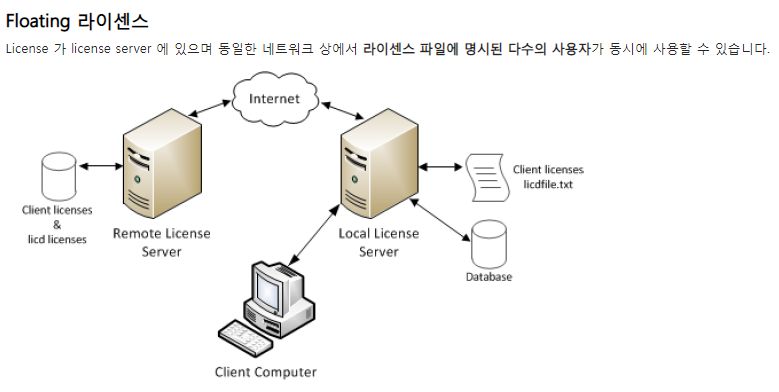 Floating 라이센스
License 가 license server 에 있으며 동일한 네트워크 상에서 라이센스 파일에 명시된 다수의 사용자가 동시에 사용할 수 있습니다.
Internet
Client licenses
licdfile.txt
Client licenses
&
licd licenses
Remote License
Server
Local License
Server
Database
Client Computer